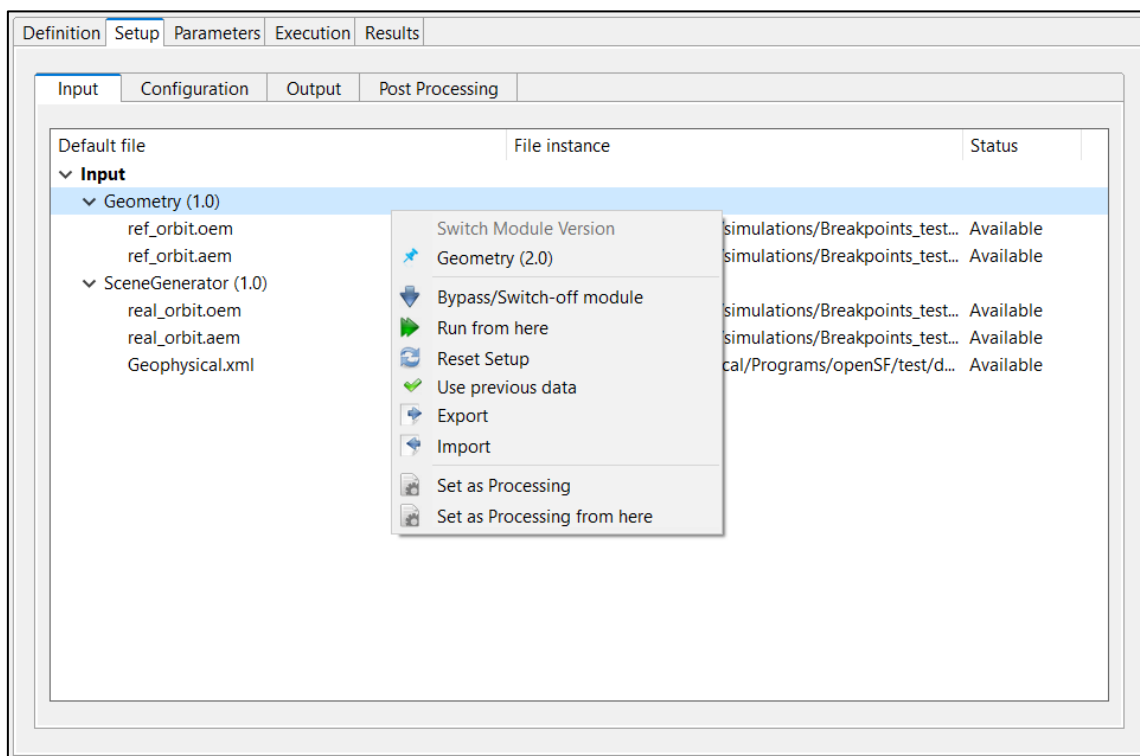 Definition Setup Parameters Execution Results
Input Configuration Output Post Processing
Default file File instance Status
Input
Geometry (1.0)
ref_orbit.oem /simulations/Breakpoints_test... Available
ref_orbit.aem /simulations/Breakpoints_test... Available
SceneGenerator (1.0)
real_orbit.oem /simulations/Breakpoints_test... Available
real_orbit.aem /simulations/Breakpoints_test... Available
Geophysical.xml cal/Programs/openSF/test/d... Available
Switch Module Version
Geometry (2.0)
Bypass/Switch-off module
Run from here
Reset Setup
Use previous data
Export
Import
Set as Processing
Set as Processing from here